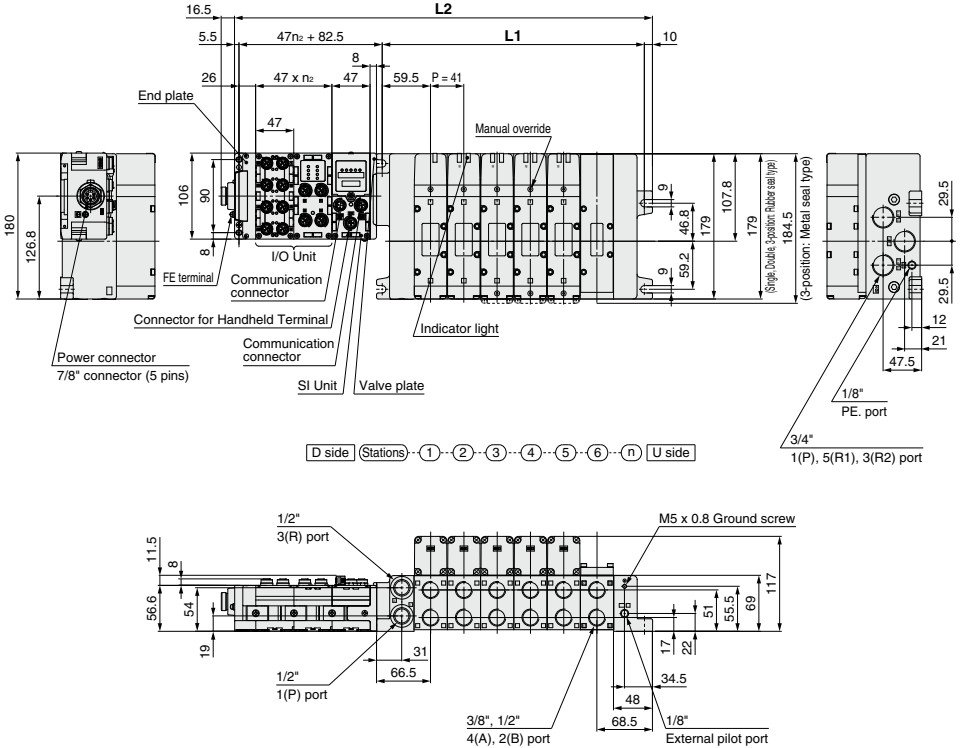 16.5
L2
5.5
47n2 + 82.5
L1
10
8
26
47 x n2
47
59.5
P = 41
End plate
47
Manual override
180
126.8
106
90
8
9
46.8
59.2
9
179
107.8
179
(Single, Double, 3-position: Rubber seal type)
184.5
(3-position: Metal seal type)
29.5
29.5
I/O Unit
FE terminal
Communication
connector
Connector for Handheld Terminal
Indicator light
12
21
47.5
Communication
connector
Power connector
7/8" connector (5 pins)
SI Unit
Valve plate
1/8"
PE. port
3/4"
1(P), 5(R1), 3(R2) port
D side
Stations
1
2
3
4
5
6
n
U side
1/2"
3(R) port
M5 x 0.8 Ground screw
11.5
8
56.6
54
19
51
55.5
69
117
17
22
31
66.5
34.5
48
68.5
1/2"
1(P) port
3/8", 1/2"
4(A), 2(B) port
1/8"
External pilot port